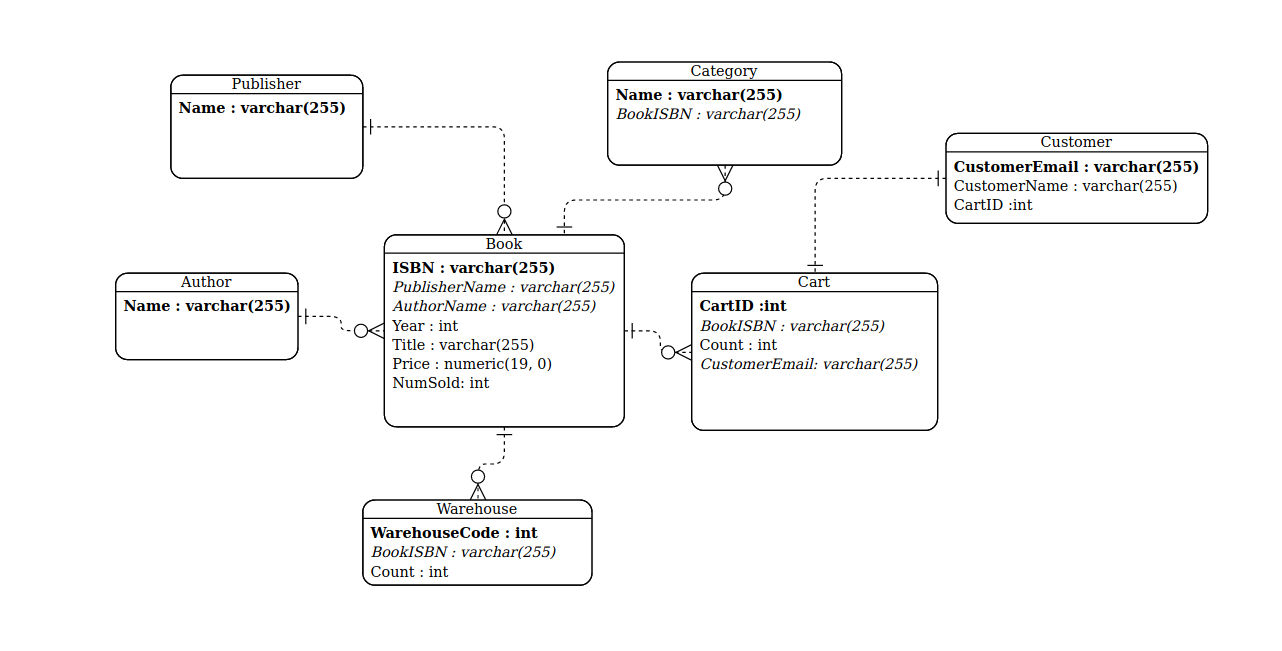 Publisher
Name : varchar(255)
Category
Name : varchar(255)
BookISBN : varchar(255)
Customer
CustomerEmail : varchar(255)
CustomerName : varchar(255)
CartID :int
Book
ISBN : varchar(255)
PublisherName : varchar(255)
AuthorName : varchar(255)
Year : int
Title : varchar(255)
Price : numeric(19, 0)
NumSold: int
Author
Name : varchar(255)
Cart
CartID :int
BookISBN : varchar(255)
Count : int
CustomerEmail: varchar(255)
Warehouse
WarehouseCode : int
BookISBN : varchar(255)
Count : int